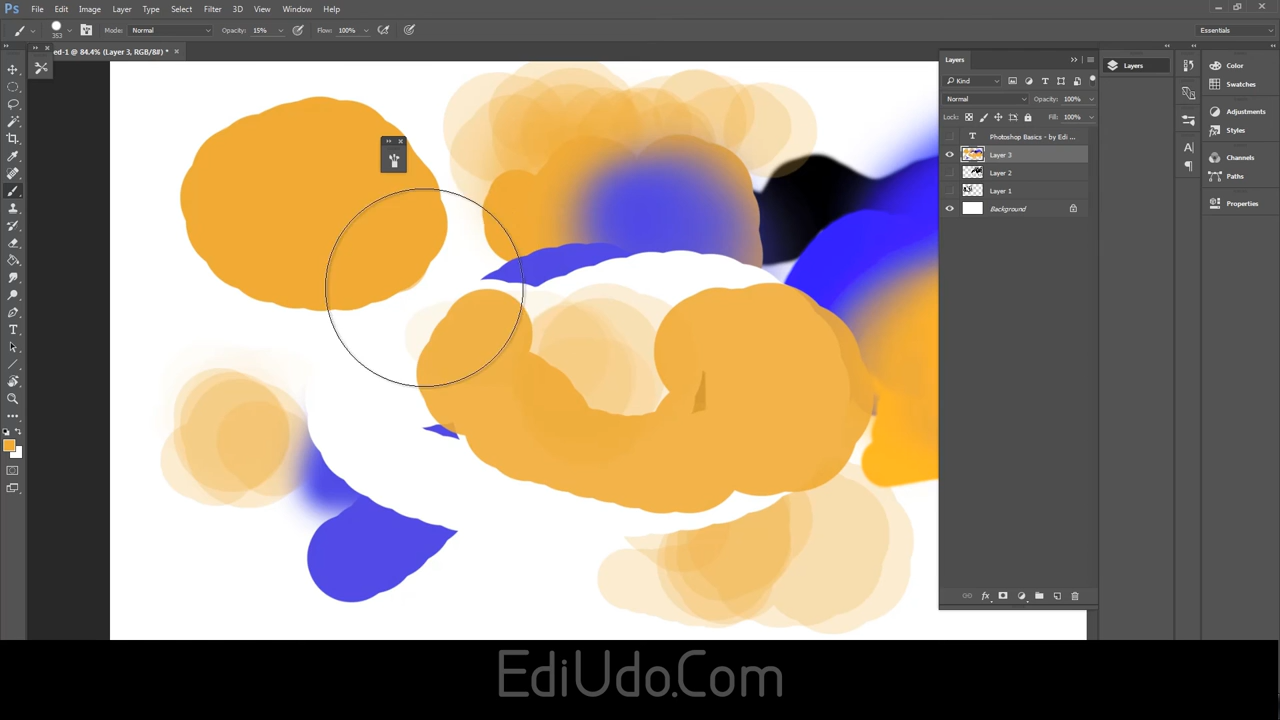 Ps File Edit Image Layer Type Select Filter 3D View Window Help
353 Mode: Normal Opacity: 15% Flow: 100% Essentials
ed-1 @ 84.4% (Layer 3, RGB/8#) * ×
Layers
Layers
Color
Kind
Swatches
Normal Opacity: 100%
Lock: Fill: 100%
Adjustments
Styles
Photoshop Basics - by Edi ...
Layer 3
Channels
Layer 2
Paths
Layer 1
Background
Properties
fx
EdiUdo.Com